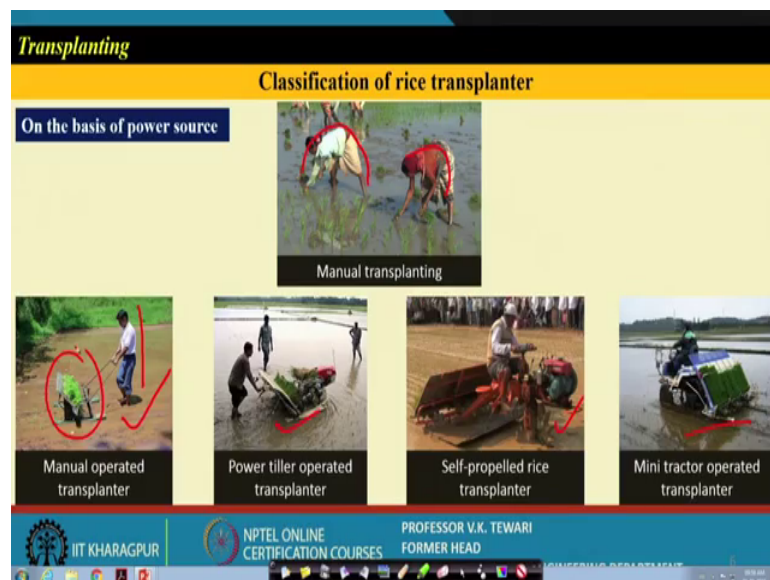 Transplanting
Classification of rice transplanter
On the basis of power source
Manual transplanting
Manual operated
transplanter
Power tiller operated
transplanter
Self-propelled rice
transplanter
Mini tractor operated
transplanter
IIT KHARAGPUR
NPTEL ONLINE
CERTIFICATION COURSES
PROFESSOR V.K. TEWARI
FORMER HEAD
DEPARTMENT
6